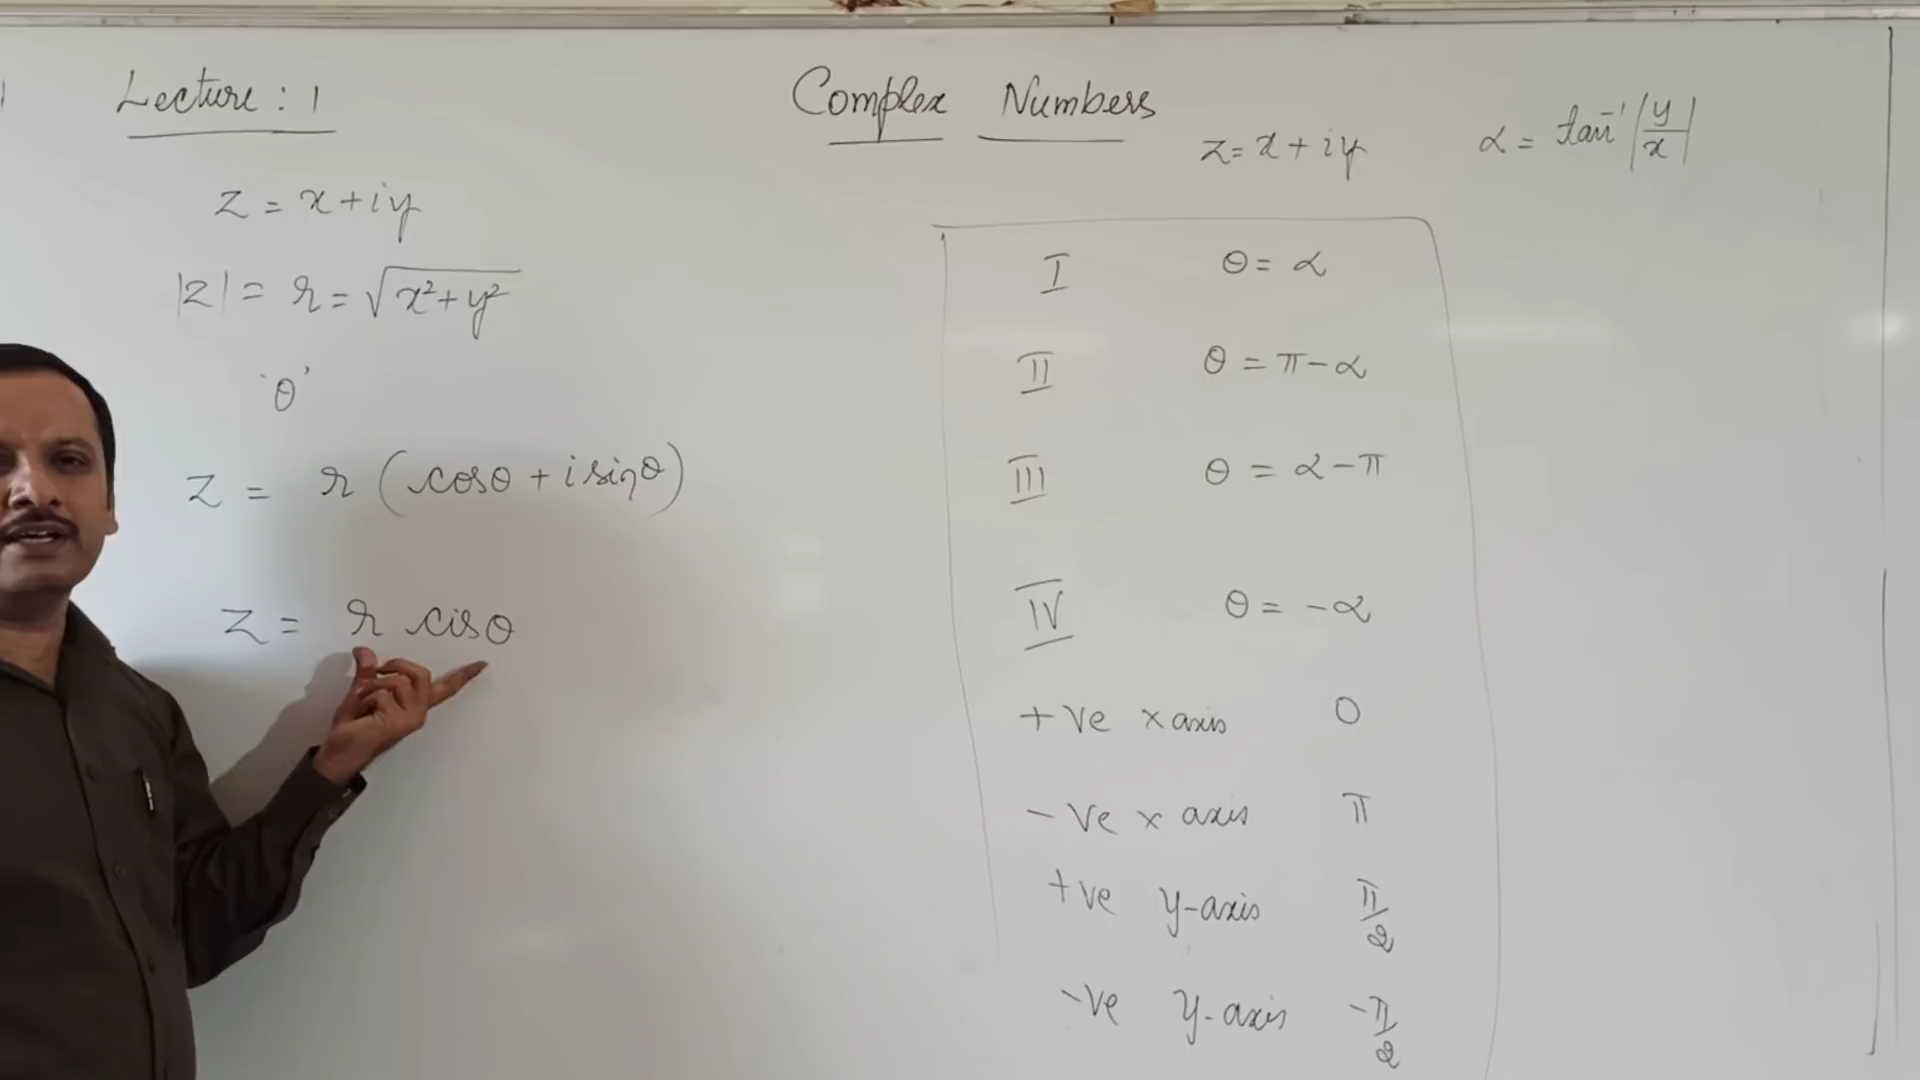 Lecture : 1
z = x + iy
|z| = r = √(x² + y²)
'θ'
z = r (cosθ + i sinθ)
z = r cisθ
Complex Numbers
z = x + iy
α = tan⁻¹ |y/x|
I θ = α
II θ = π - α
III θ = α - π
IV θ = -α
+ve x axis 0
-ve x axis π
+ve y-axis π/2
-ve y-axis -π/2